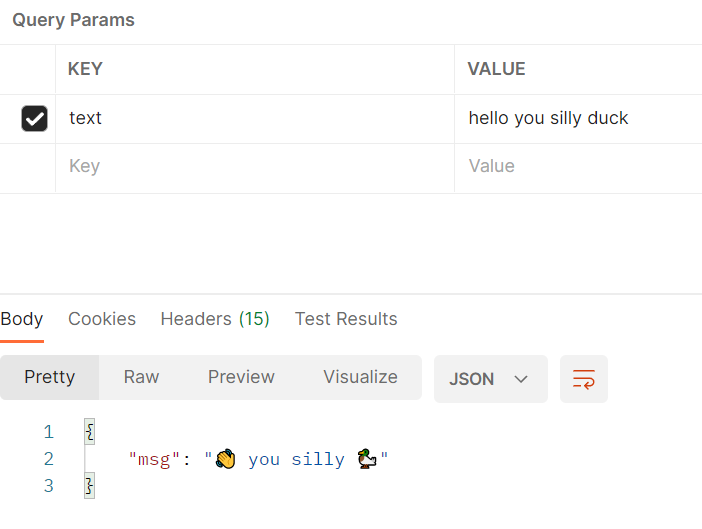 Query Params
KEY VALUE
text hello you silly duck
Key Value
Body Cookies Headers (15) Test Results
Pretty Raw Preview Visualize JSON
1 {
2 "msg": "👋 you silly 🦆"
3 }